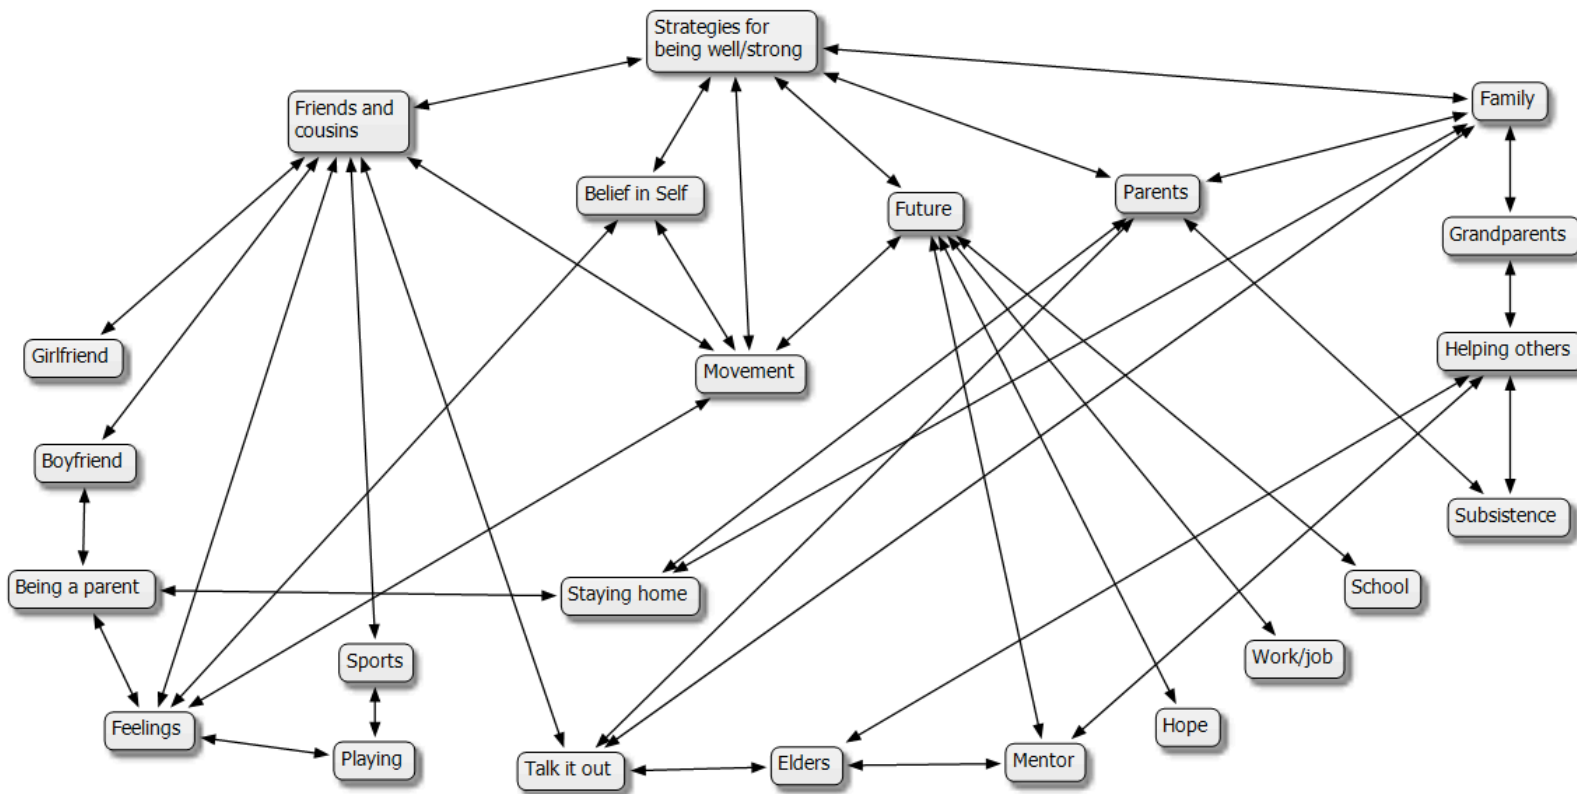 Strategies for
being well/strong
Family
Friends and
cousins
Belief in Self
Future
Parents
Grandparents
Girlfriend
Movement
Helping others
Boyfriend
Subsistence
Being a parent
Staying home
School
Sports
Work/job
Feelings
Hope
Playing
Talk it out
Elders
Mentor